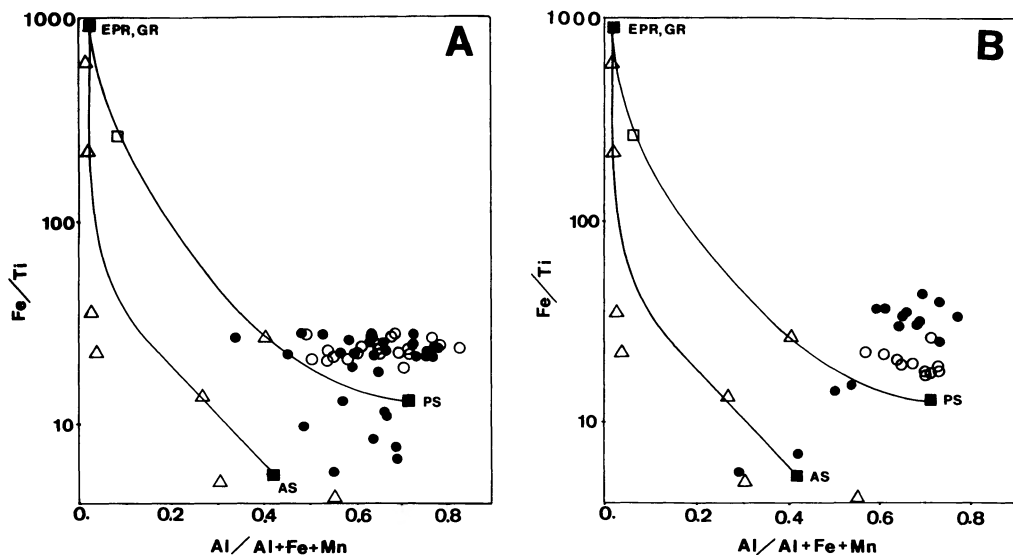 A
1000
EPR, GR
100
10
Fe/Ti
PS
AS
0.
0.2
0.4
0.6
0.8
Al/Al+Fe+Mn
B
1000
EPR, GR
100
10
Fe/Ti
PS
AS
0.
0.2
0.4
0.6
0.8
Al/Al+Fe+Mn